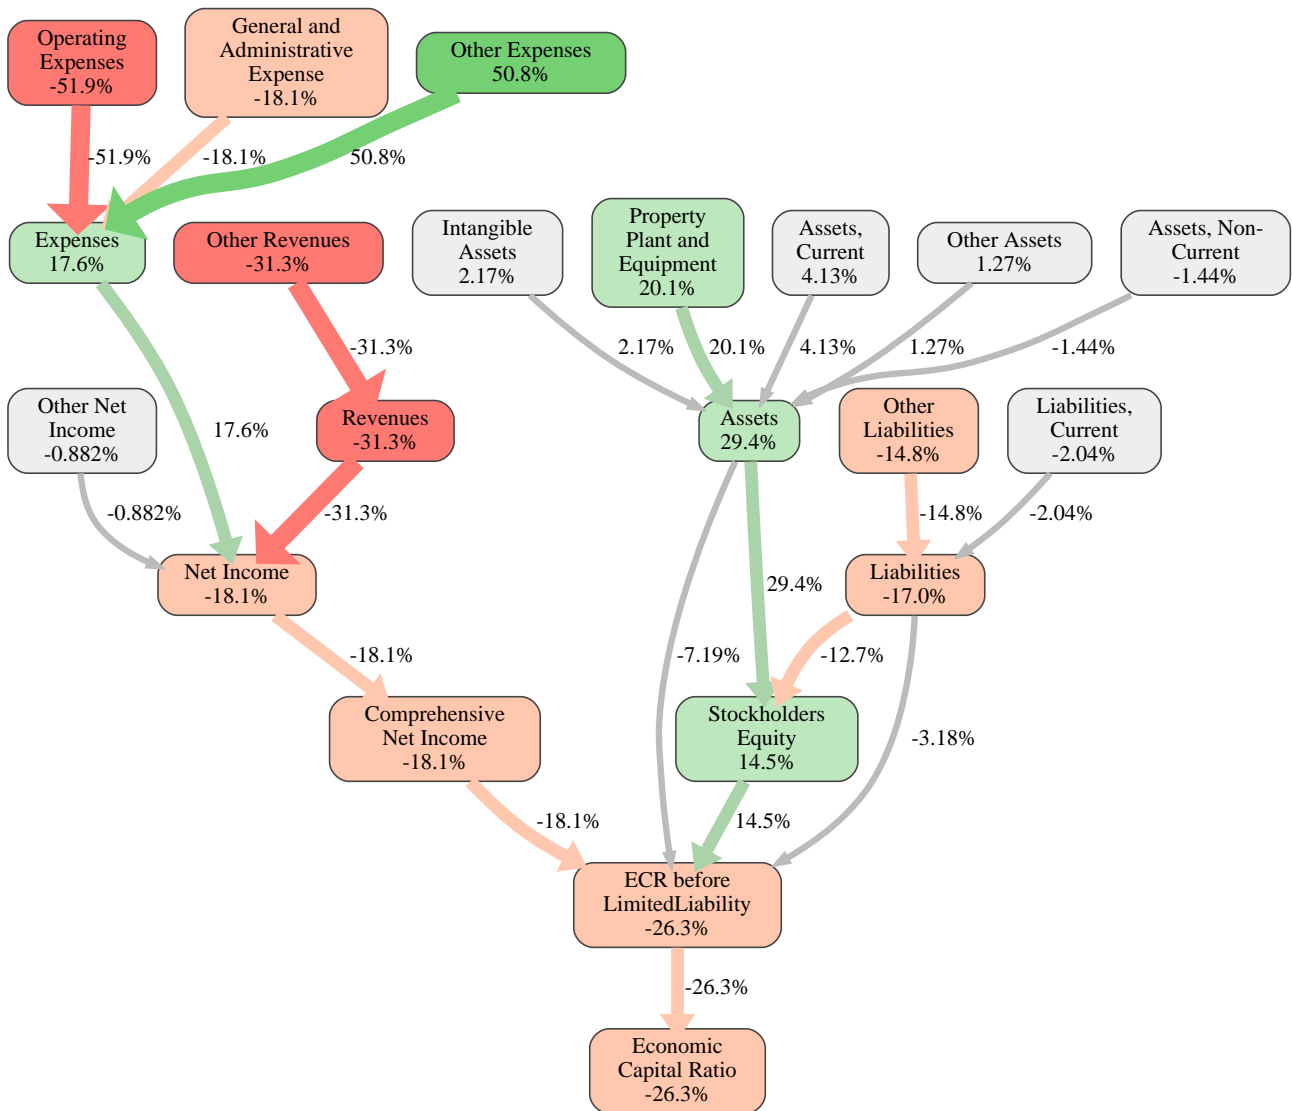 Operating
Expenses
-51.9%
General and
Administrative
Expense
-18.1%
Other Expenses
50.8%
-51.9%
-18.1%
50.8%
Expenses
17.6%
Other Revenues
-31.3%
Intangible
Assets
2.17%
Property
Plant and
Equipment
20.1%
Assets,
Current
4.13%
Other Assets
1.27%
Assets, Non-
Current
-1.44%
-31.3%
2.17%
20.1%
4.13%
1.27%
-1.44%
Other Net
Income
-0.882%
17.6%
Revenues
-31.3%
Assets
29.4%
Other
Liabilities
-14.8%
Liabilities,
Current
-2.04%
-0.882%
-31.3%
-14.8%
-2.04%
Net Income
-18.1%
29.4%
Liabilities
-17.0%
-18.1%
-7.19%
-12.7%
Comprehensive
Net Income
-18.1%
Stockholders
Equity
14.5%
-3.18%
-18.1%
14.5%
ECR before
LimitedLiability
-26.3%
-26.3%
Economic
Capital Ratio
-26.3%